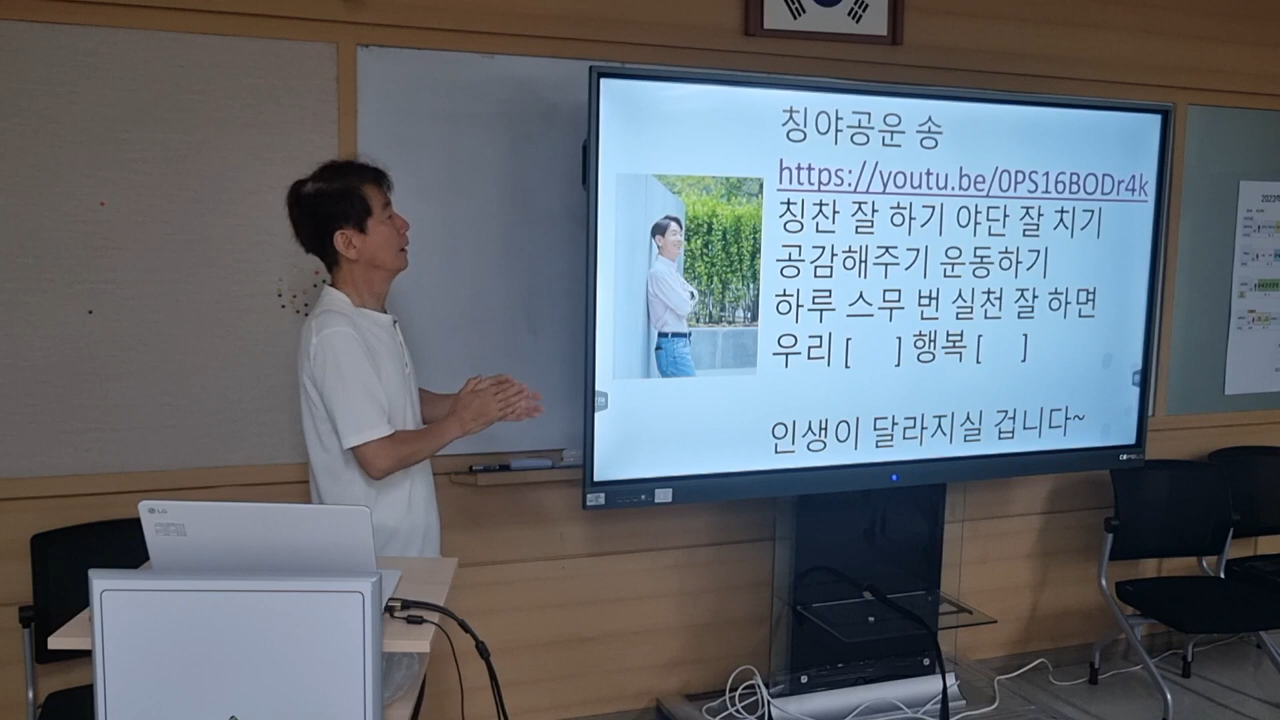 칭야공운 송
https://youtu.be/0PS16BODr4k
칭찬 잘 하기 야단 잘 치기
공감해주기 운동하기
하루 스무 번 실천 잘 하면
우리 [ ] 행복 [ ]
인생이 달라지실 겁니다~
LG